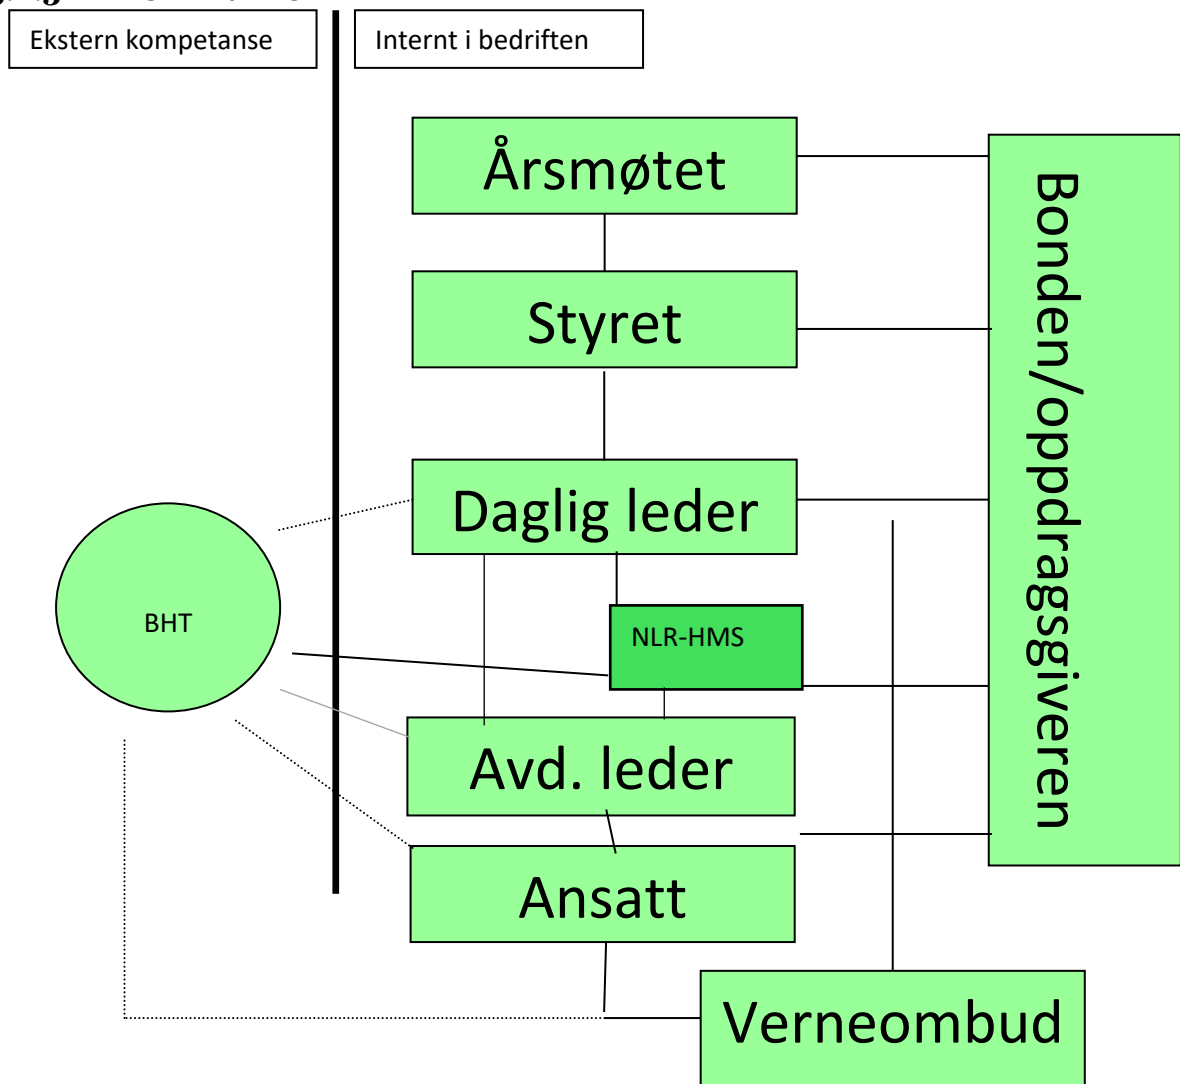 Ekstern kompetanse
Internt i bedriften
Årsmøtet
Styret
Daglig leder
BHT
NLR-HMS
Avd. leder
Ansatt
Verneombud
Bonden/oppdragsgiveren